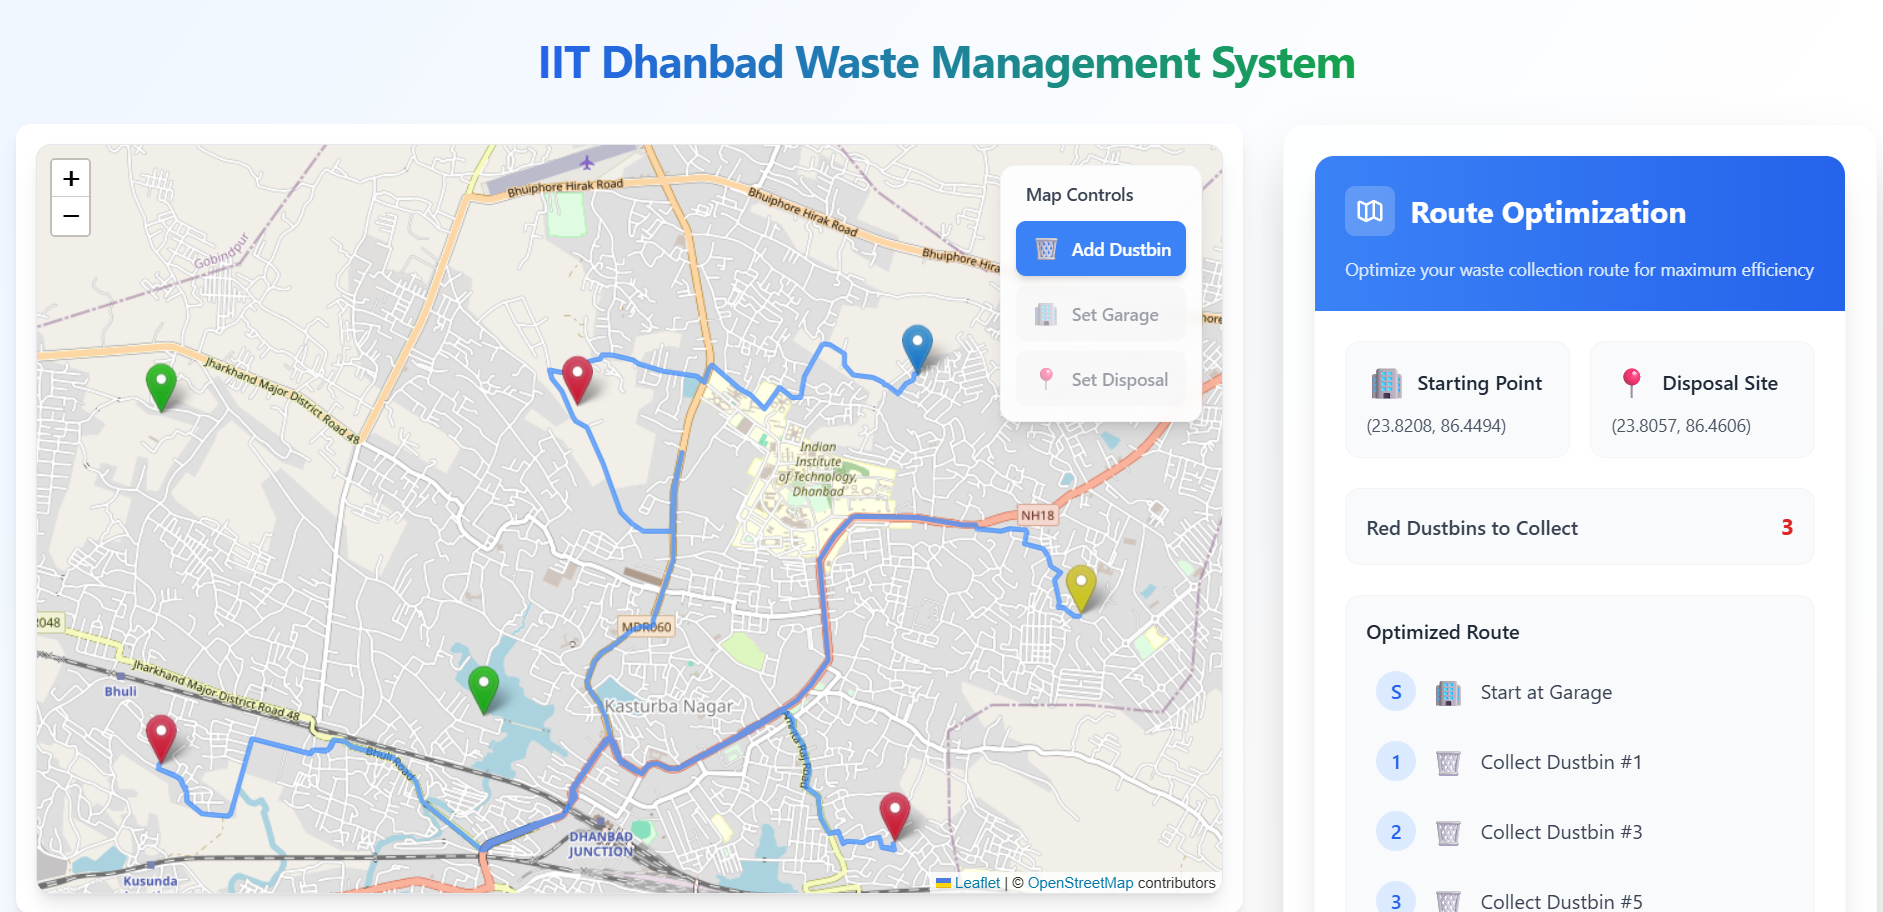 IIT Dhanbad Waste Management System
+
−
Bhuiphore Hirak Road
Bhuiphore Hirak Road
Bhuiphore Hira
Gobindpur
Jharkhand Major District Road 48
Indian
Institute
of Technology,
Dhanbad
NH18
MDR060
Jharkhand Major District Road 48
Bhuli
Kasturba Nagar
Bhuli Road
DHANBAD
JUNCTION
Kusunda
Map Controls
Add Dustbin
Set Garage
Set Disposal
Leaflet | © OpenStreetMap contributors
Route Optimization
Optimize your waste collection route for maximum efficiency
Starting Point
(23.8208, 86.4494)
Disposal Site
(23.8057, 86.4606)
Red Dustbins to Collect
3
Optimized Route
S Start at Garage
1 Collect Dustbin #1
2 Collect Dustbin #3
3 Collect Dustbin #5